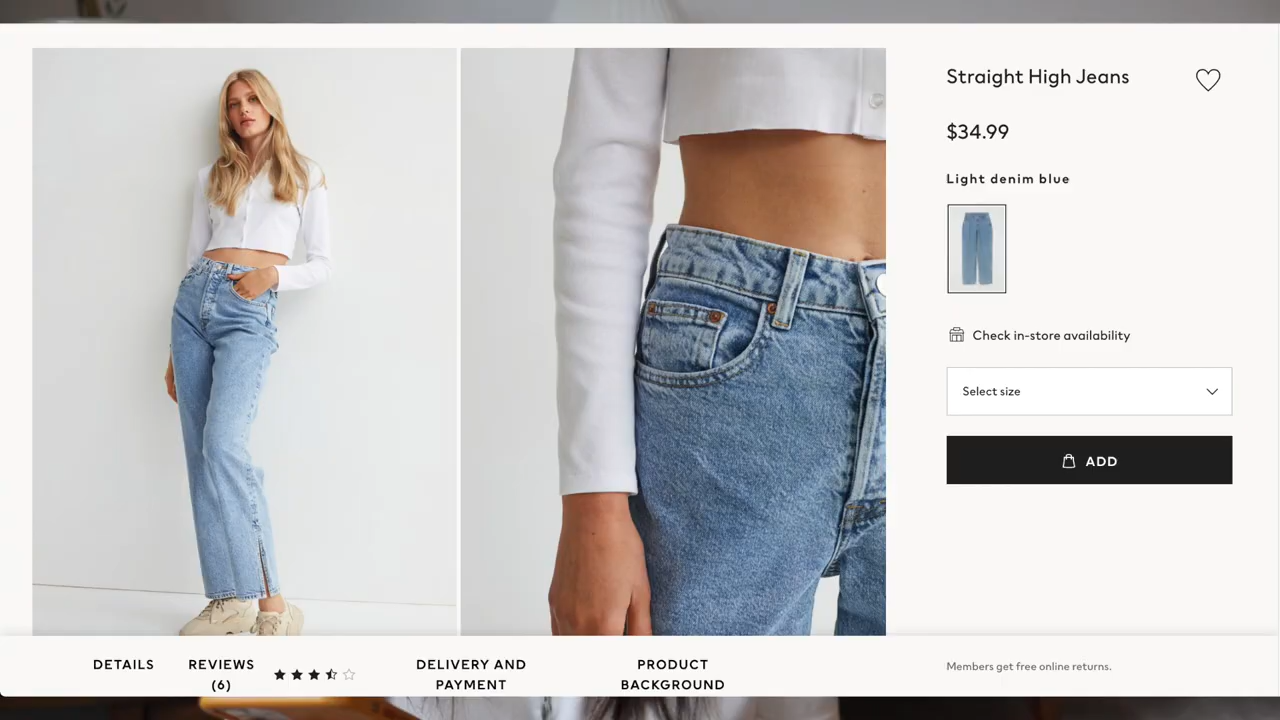 Straight High Jeans
$34.99
Light denim blue
Check in-store availability
Select size
ADD
DETAILS
REVIEWS
(6)
DELIVERY AND
PAYMENT
PRODUCT
BACKGROUND
Members get free online returns.